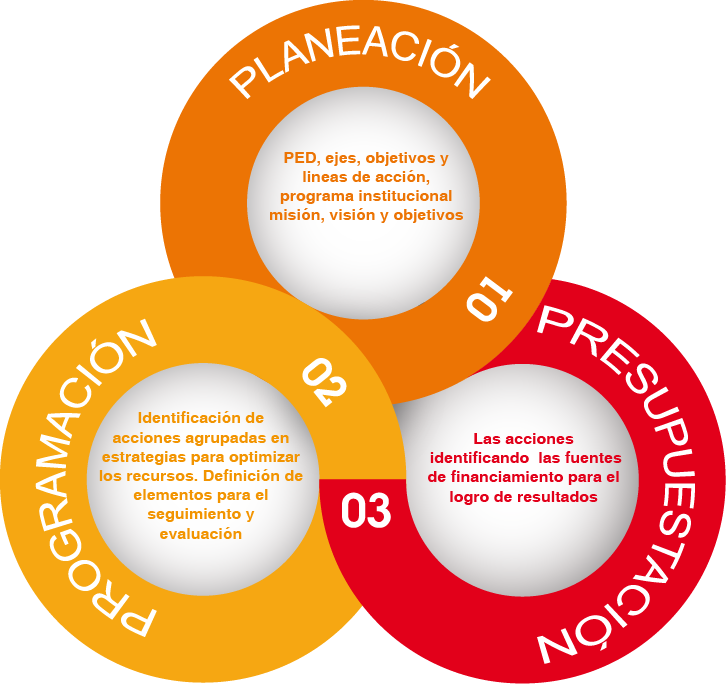 PLANEACIÓN
PED, ejes, objetivos y
líneas de acción,
programa institucional
misión, visión y objetivos
01
PROGRAMACIÓN
02
Identificación de
acciones agrupadas en
estrategias para optimizar
los recursos. Definición de
elementos para el
seguimiento y
evaluación
PRESUPUESTACIÓN
03
Las acciones
identificando  las fuentes
de financiamiento para el
logro de resultados